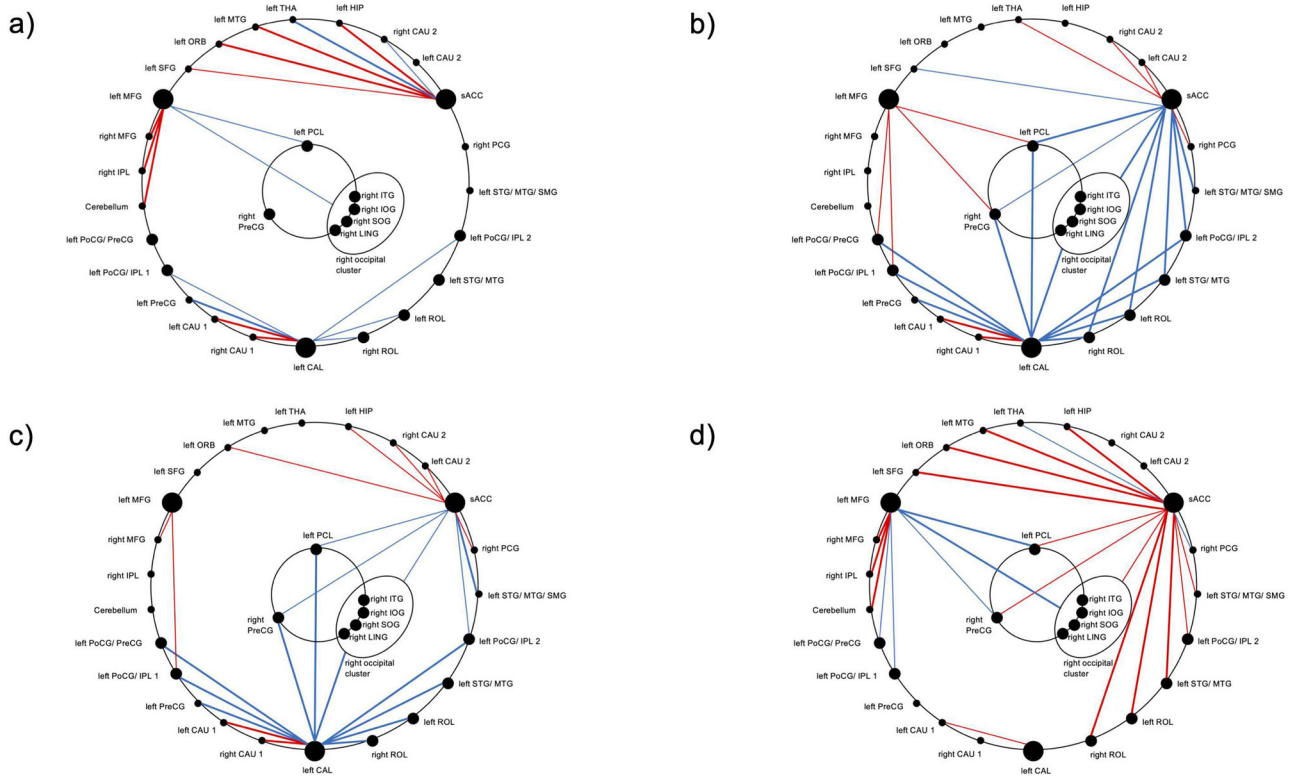 a)
left THA
left HIP
left MTG
right CAU 2
left ORB
left CAU 2
left SFG
left MFG
sACC
right MFG
left PCL
right PCG
right IPL
right ITG
left STG/ MTG/ SMG
Cerebellum
right IOG
right
PreCG
right SOG
right LING
left PoCG/ PreCG
left PoCG/ IPL 2
right occipital
cluster
left PoCG/ IPL 1
left STG/ MTG
left PreCG
left CAU 1
left ROL
right CAU 1
right ROL
left CAL
b)
left THA
left HIP
left MTG
right CAU 2
left ORB
left CAU 2
left SFG
left MFG
sACC
right MFG
left PCL
right PCG
right IPL
right ITG
left STG/ MTG/ SMG
Cerebellum
right IOG
right
PreCG
right SOG
right LING
left PoCG/ PreCG
left PoCG/ IPL 2
right occipital
cluster
left PoCG/ IPL 1
left STG/ MTG
left PreCG
left CAU 1
left ROL
right CAU 1
right ROL
left CAL
c)
left THA
left HIP
left MTG
right CAU 2
left ORB
left CAU 2
left SFG
left MFG
sACC
right MFG
left PCL
right PCG
right IPL
right ITG
left STG/ MTG/ SMG
Cerebellum
right IOG
right
PreCG
right SOG
right LING
left PoCG/ PreCG
left PoCG/ IPL 2
right occipital
cluster
left PoCG/ IPL 1
left STG/ MTG
left PreCG
left CAU 1
left ROL
right CAU 1
right ROL
left CAL
d)
left THA
left HIP
left MTG
right CAU 2
left ORB
left CAU 2
left SFG
left MFG
sACC
right MFG
left PCL
right PCG
right IPL
right ITG
left STG/ MTG/ SMG
Cerebellum
right IOG
right
PreCG
right SOG
right LING
left PoCG/ PreCG
left PoCG/ IPL 2
right occipital
cluster
left PoCG/ IPL 1
left STG/ MTG
left PreCG
left CAU 1
left ROL
right CAU 1
right ROL
left CAL